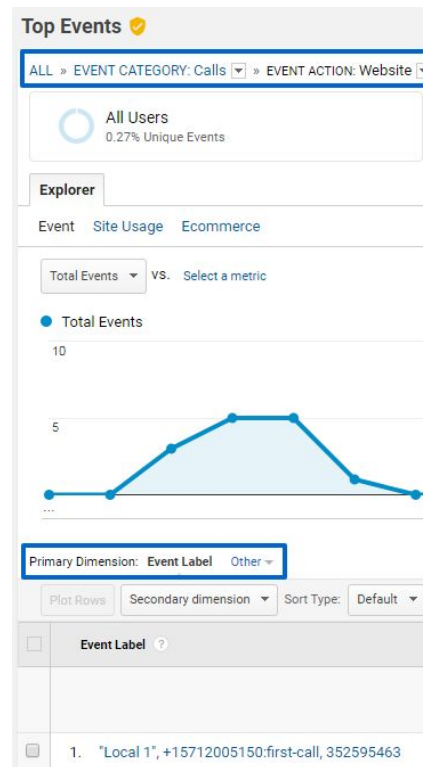 Top Events
ALL » EVENT CATEGORY: Calls » EVENT ACTION: Website
All Users
0.27% Unique Events
Explorer
Event Site Usage Ecommerce
Total Events VS. Select a metric
Total Events
10
5
...
Primary Dimension: Event Label Other
Plot Rows Secondary dimension Sort Type: Default
Event Label ?
1. "Local 1", +15712005150:first-call, 352595463